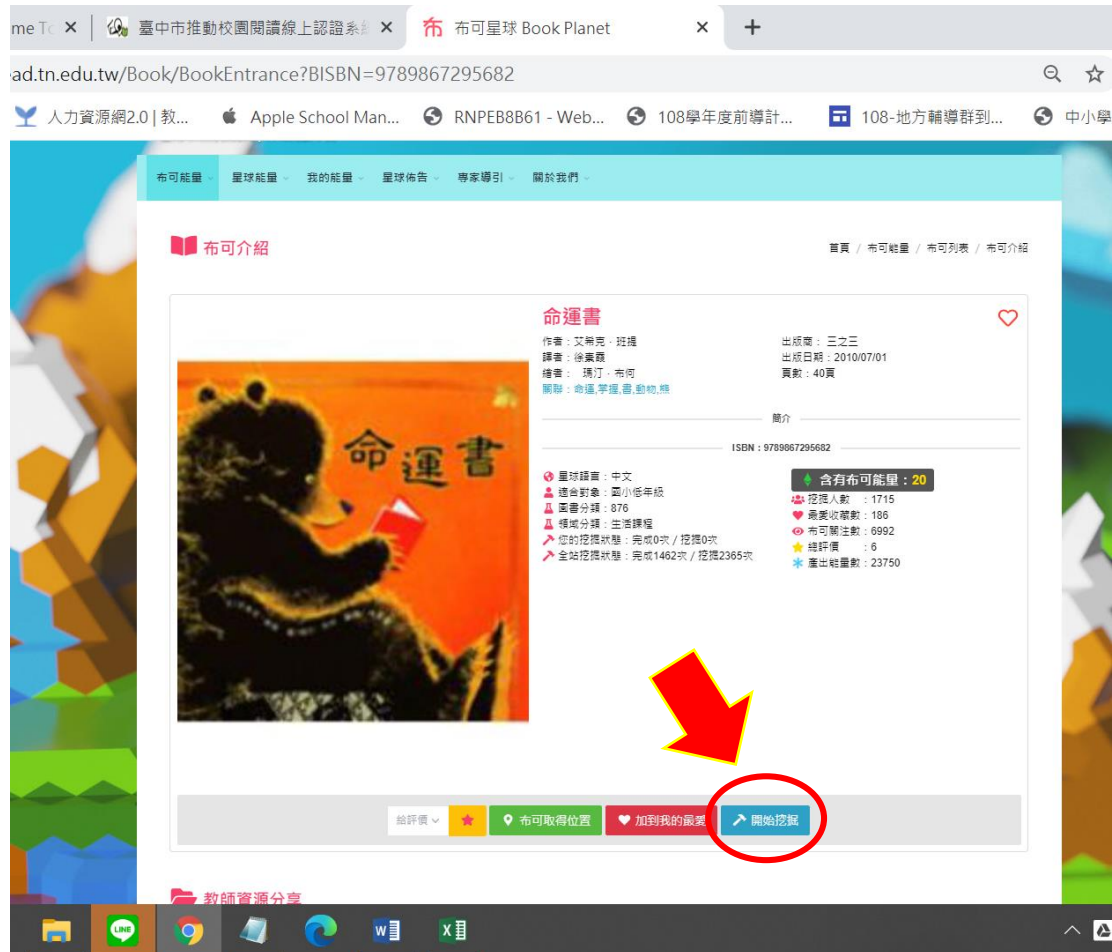 me Tc
臺中市推動校園閱讀線上認證系統
布 布可星球 Book Planet
ad.tn.edu.tw/Book/BookEntrance?BISBN=9789867295682
人力資源網2.0 | 教...
Apple School Man...
RNPEB8B61 - Web...
108學年度前導計...
108-地方輔導群到...
中小學
布可能量
星球能量
我的能量
星球佈告
專家導引
關於我們
布可介紹
首頁 / 布可能量 / 布可列表 / 布可介紹
命運書
命運書
作者：艾希克．班提
譯者：徐素霞
繪者： 瑪汀．布何
關聯：命運,掌握,書,動物,熊
出版商： 三之三
出版日期：2010/07/01
頁數：40頁
簡介
ISBN：9789867295682
星球語言：中文
適合對象：國小低年級
圖書分類：876
領域分類：生活課程
您的挖掘狀態：完成0次 / 挖掘0次
全站挖掘狀態：完成1462次 / 挖掘2365次
含有布可能量：20
挖掘人數 ：1715
最愛收藏數：186
布可關注數：6992
總評價 ：6
產出能量數：23750
給評價
布可取得位置
加到我的最愛
開始挖掘
教師資源分享
LINE